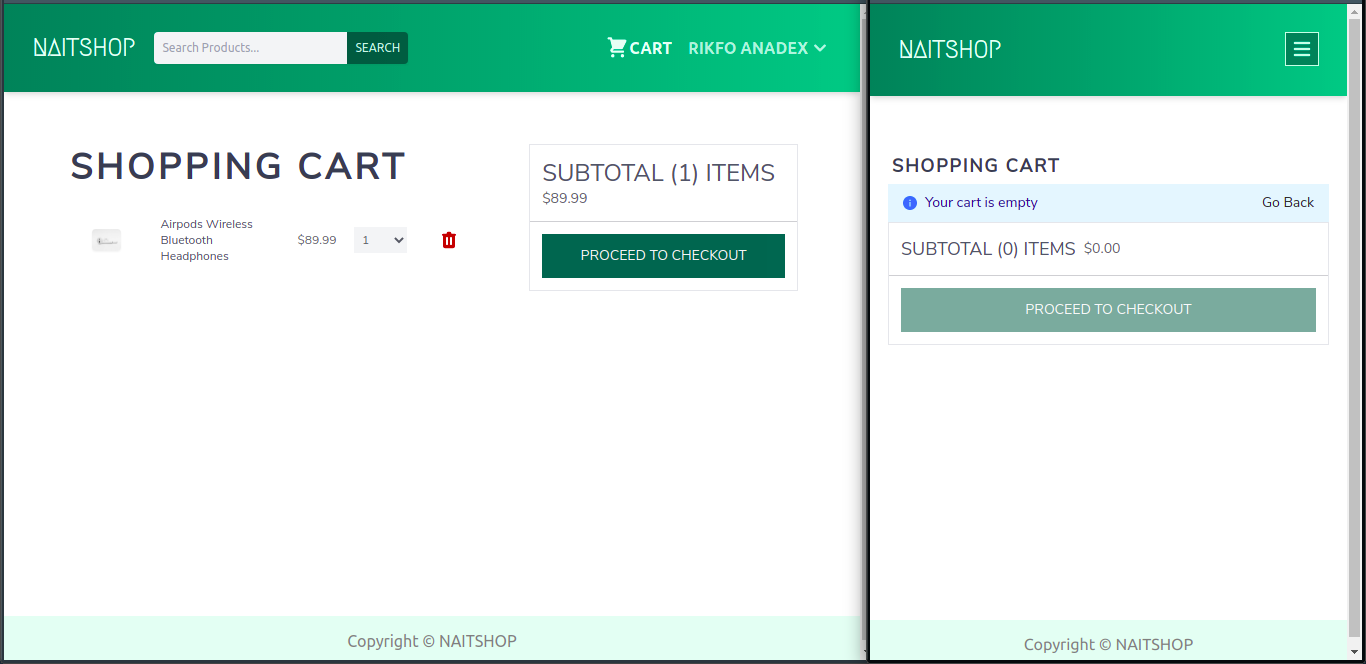 NAITSHOP
Search Products...
SEARCH
CART
RIKFO ANADEX
SHOPPING CART
Airpods Wireless
Bluetooth
Headphones
$89.99
1
SUBTOTAL (1) ITEMS
$89.99
PROCEED TO CHECKOUT
Copyright © NAITSHOP
NAITSHOP
SHOPPING CART
Your cart is empty
Go Back
SUBTOTAL (0) ITEMS $0.00
PROCEED TO CHECKOUT
Copyright © NAITSHOP